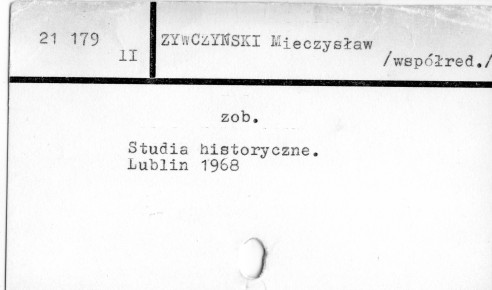 21 179
II
ZYWCZYŃSKI Mieczysław
/współred./
zob.
Studia historyczne.
Lublin 1968